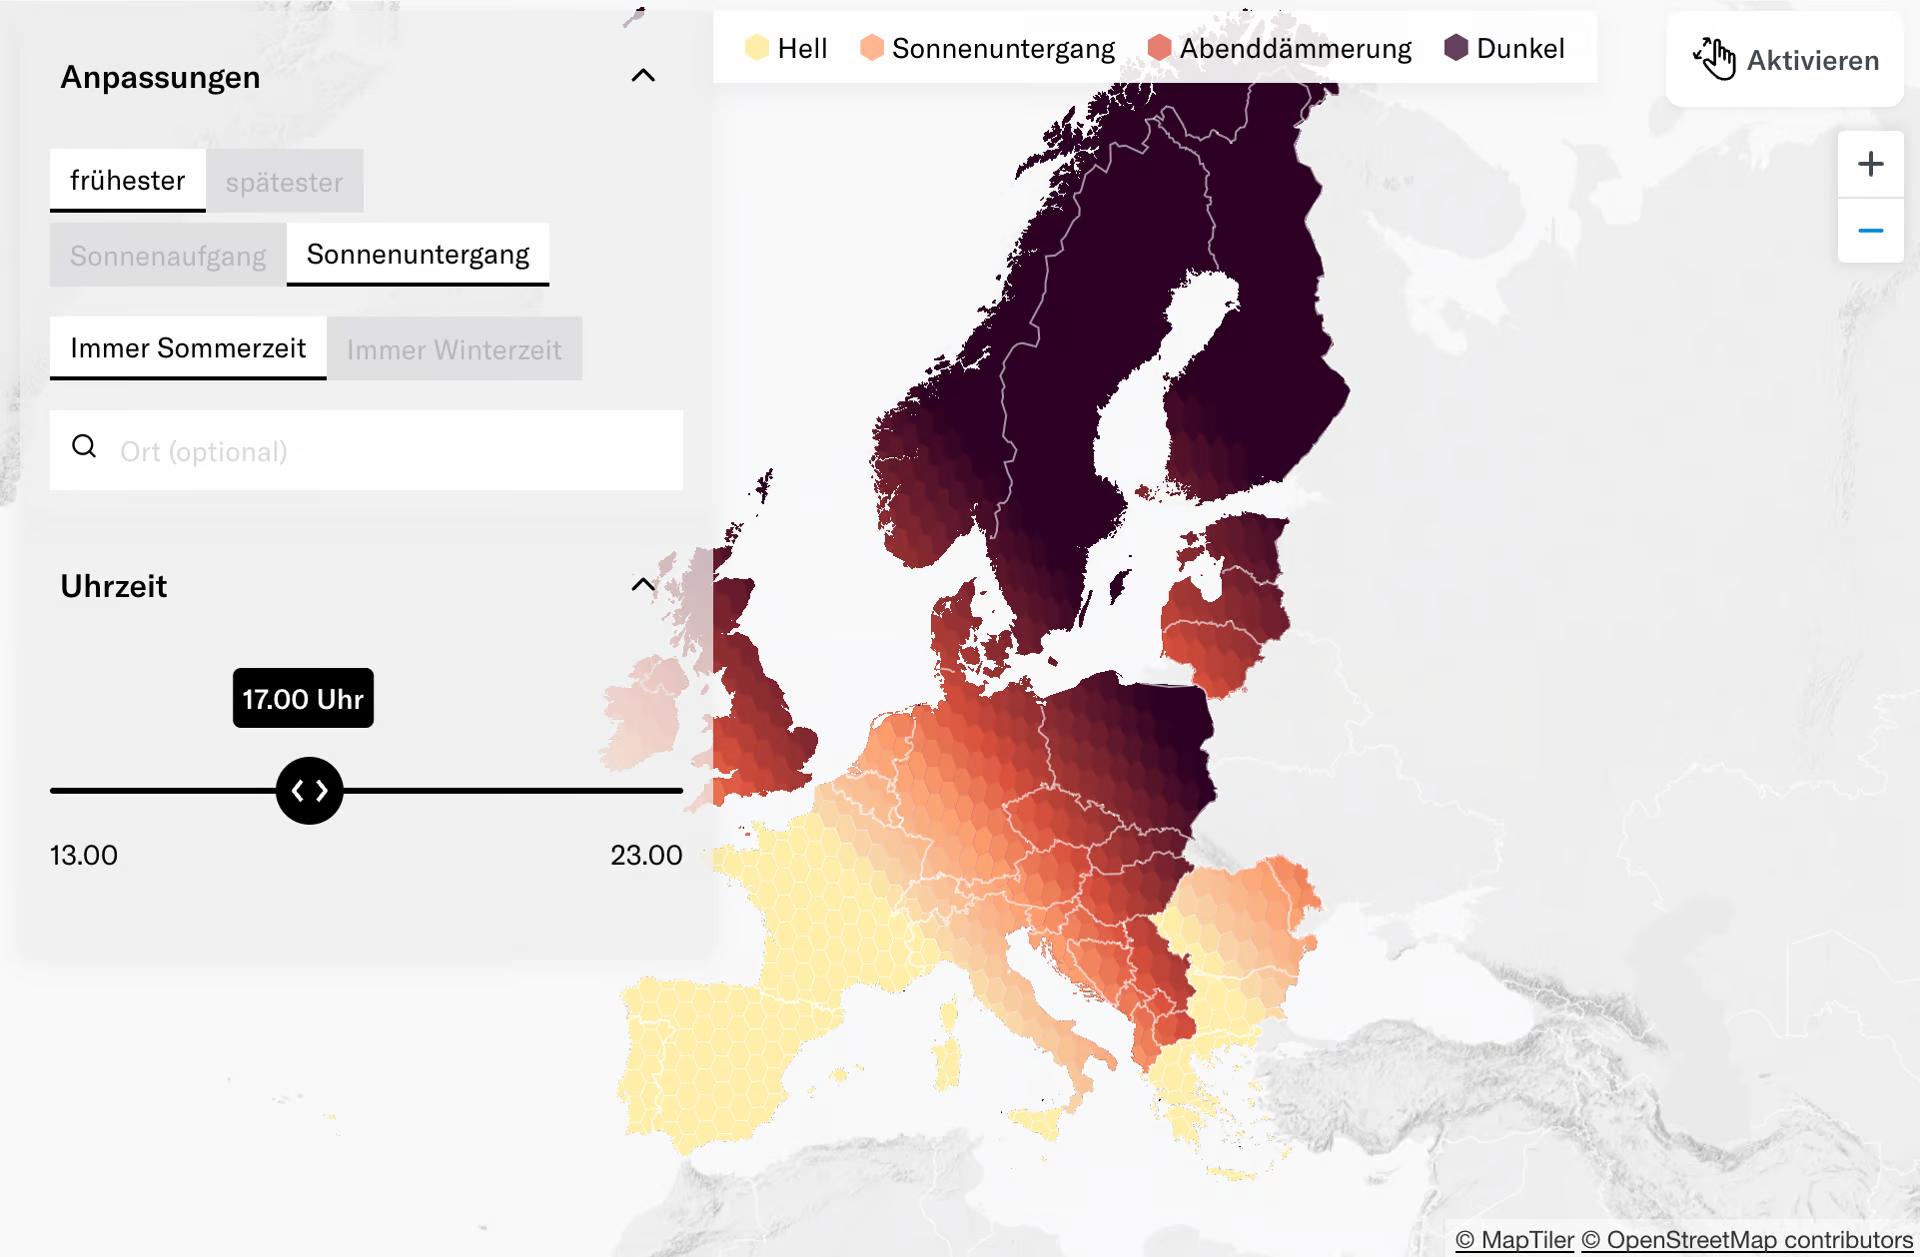 Anpassungen
frühester spätester
Sonnenaufgang Sonnenuntergang
Immer Sommerzeit Immer Winterzeit
Ort (optional)
Uhrzeit
17.00 Uhr
13.00 23.00
Hell Sonnenuntergang Abenddämmerung Dunkel
Aktivieren
+
−
© MapTiler © OpenStreetMap contributors